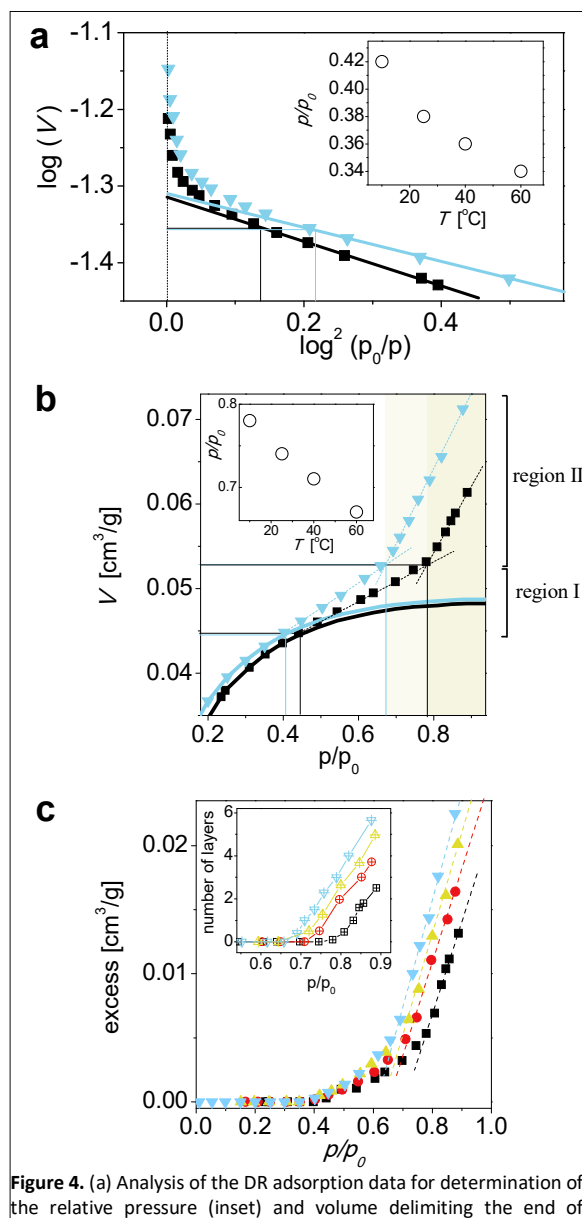 a
-1.1
-1.2
-1.3
-1.4
log (V)
0.0 0.2 0.4
log² (p₀/p)
0.42
0.40
0.38
0.36
0.34
p/p₀
0 20 40 60
T [°C]
b
0.07
0.06
0.05
0.04
V [cm³/g]
0.2 0.4 0.6 0.8
p/p₀
0.8
0.7
p/p₀
20 40 60
T [°C]
region II
region I
c
0.02
0.01
0.00
excess [cm³/g]
0.0 0.2 0.4 0.6 0.8 1.0
p/p₀
6
4
2
0
number of layers
0.6 0.7 0.8 0.9
p/p₀
Figure 4. (a) Analysis of the DR adsorption data for determination of
the relative pressure (inset) and volume delimiting the end of